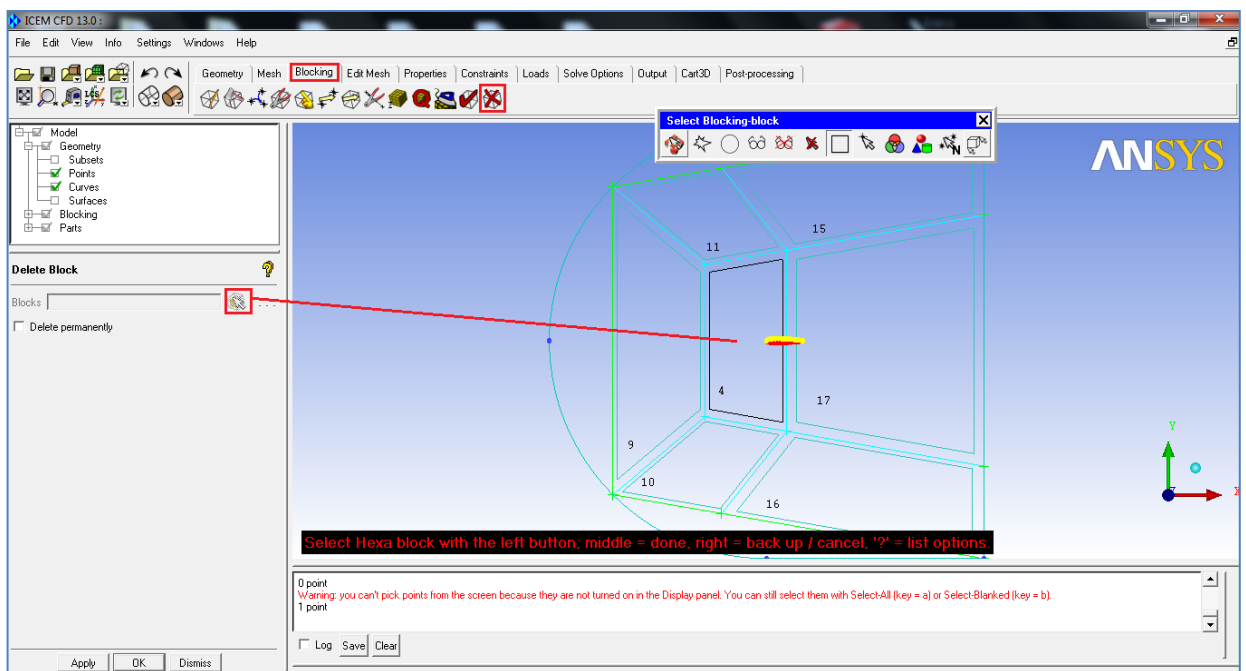 ICEM CFD 13.0 :
File Edit View Info Settings Windows Help
Geometry Mesh Blocking Edit Mesh Properties Constraints Loads Solve Options Output Cart3D Post-processing
Select Blocking-block
Model
Geometry
Subsets
Points
Curves
Surfaces
Blocking
Parts
Delete Block
Blocks
Delete permanently
ANSYS
15
11
4
17
9
10
16
Y
X
Select Hexa block with the left button; middle = done, right = back up / cancel, '?' = list options.
0 point
Warning: you can't pick points from the screen because they are not turned on in the Display panel. You can still select them with Select-All (key = a) or Select-Blanked (key = b).
1 point
Log Save Clear
Apply OK Dismiss